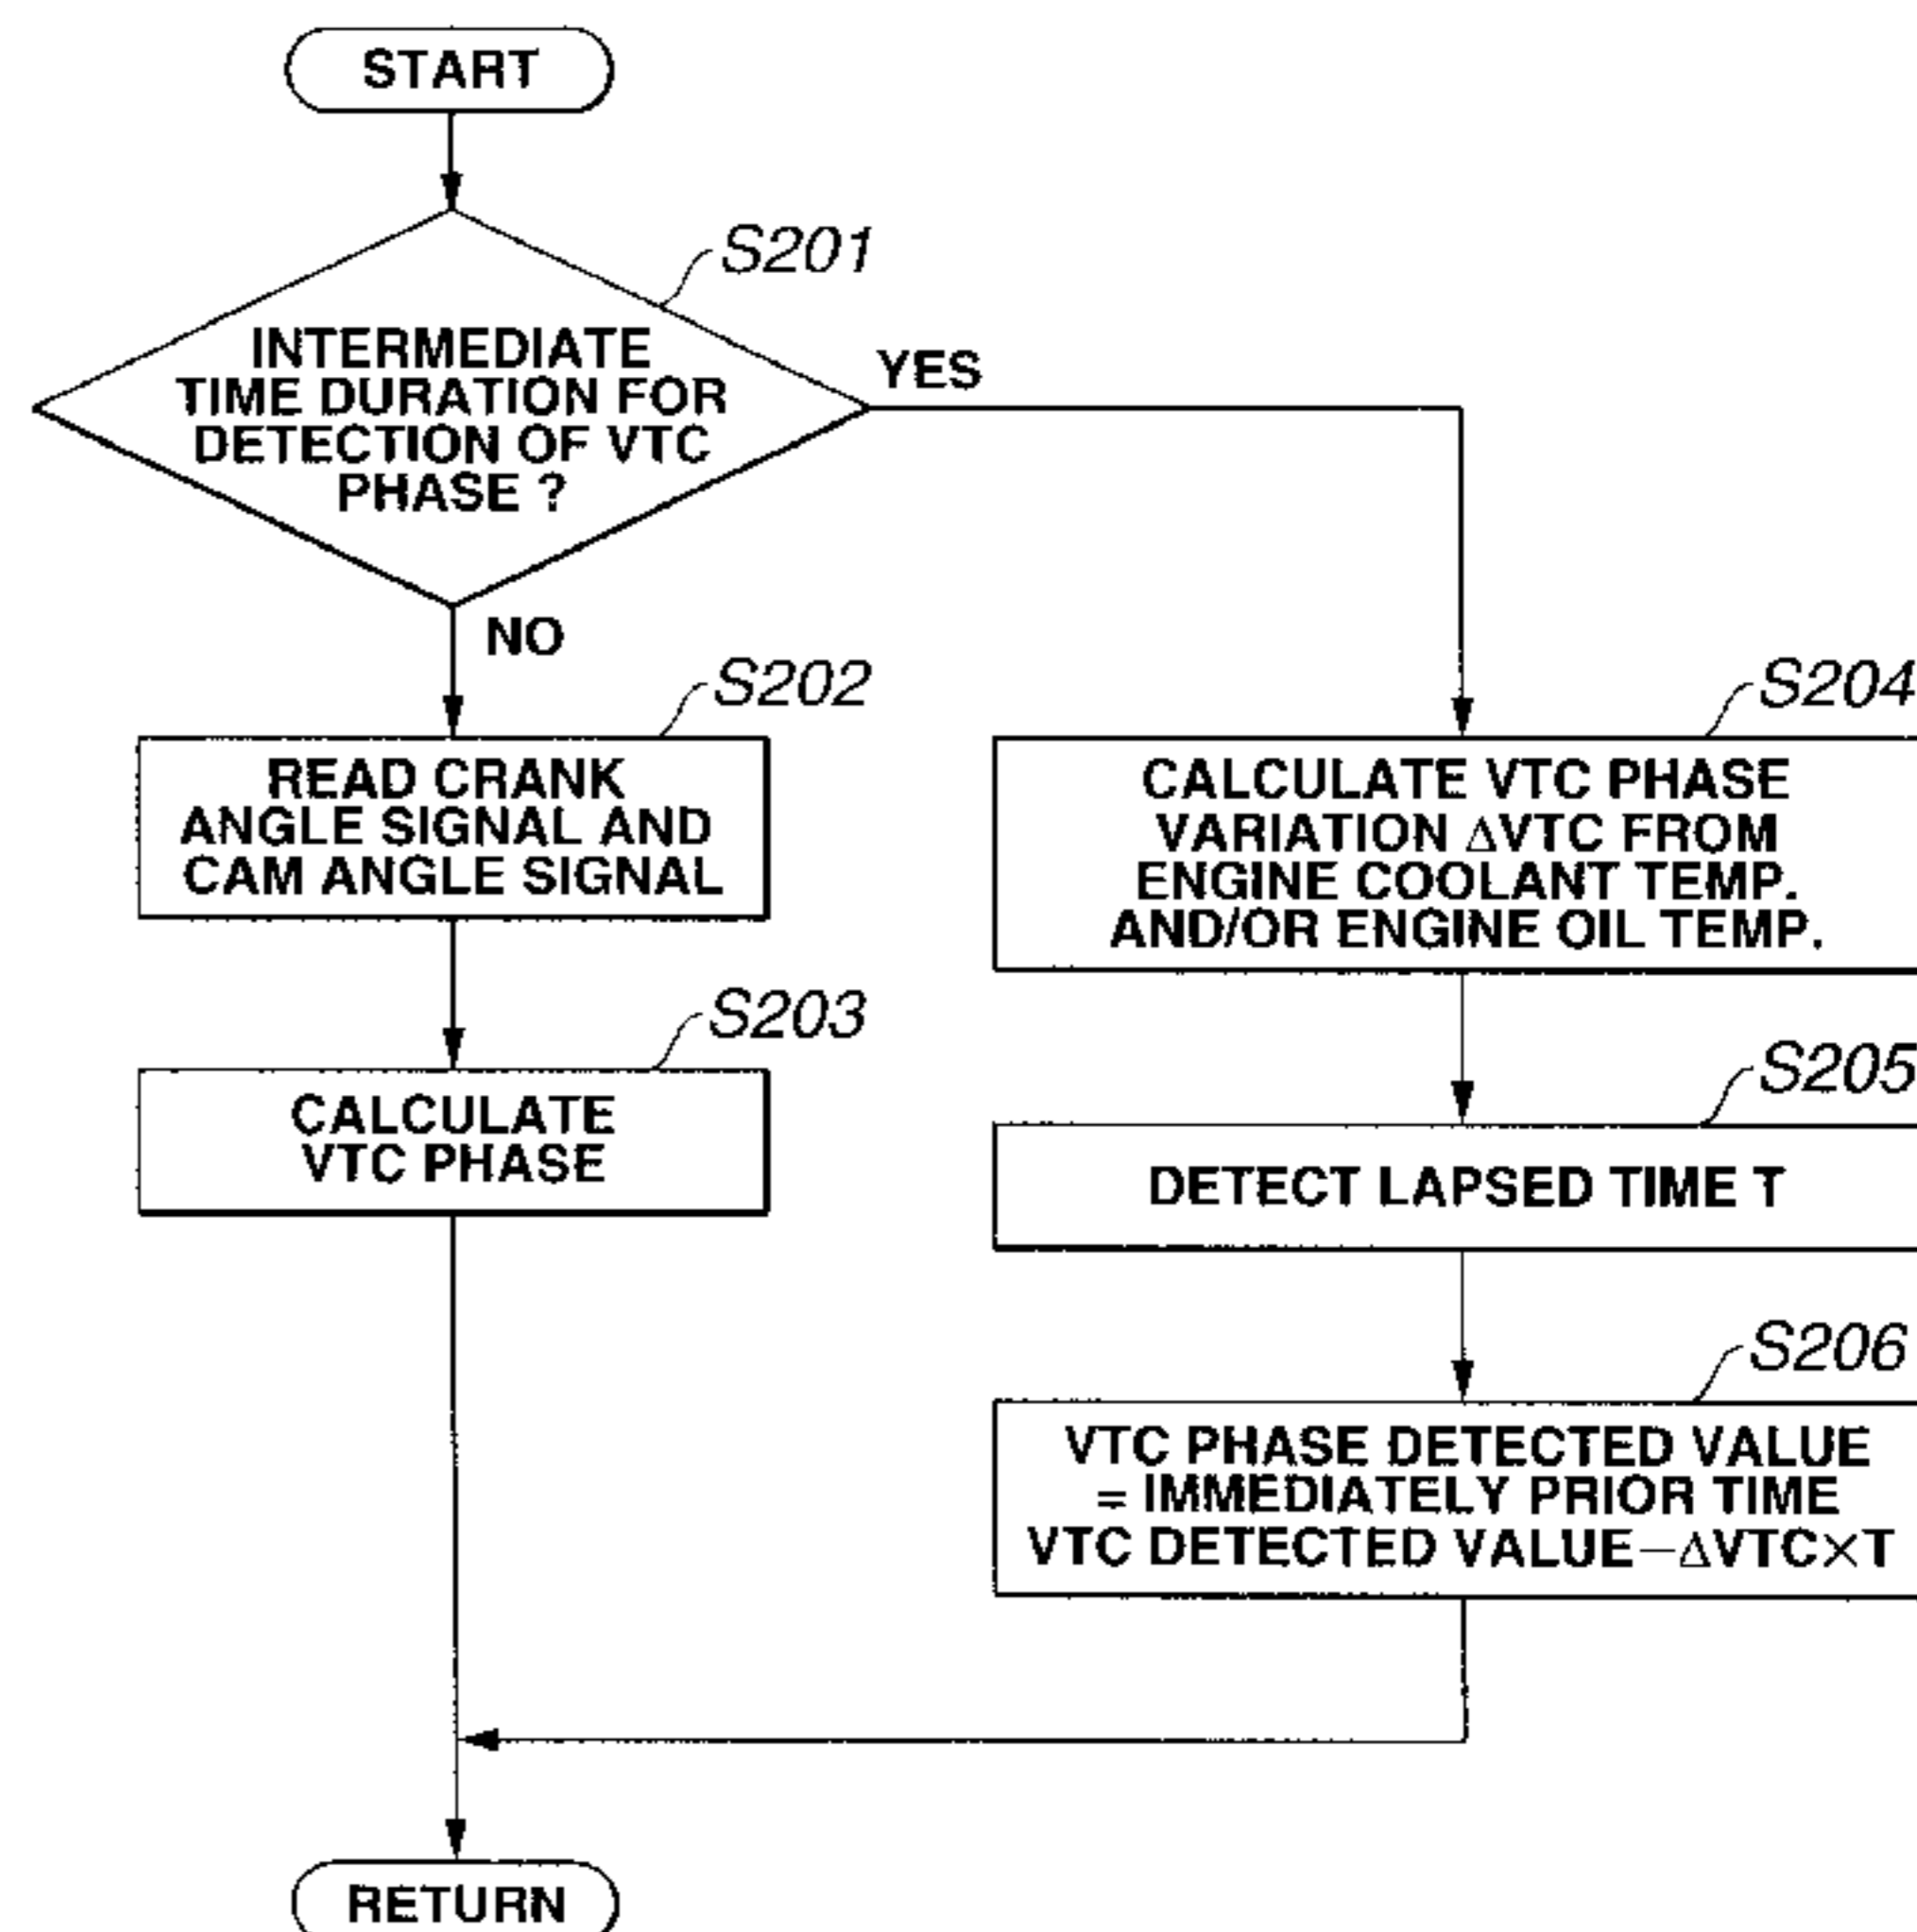 START
S201
INTERMEDIATE
TIME DURATION FOR
DETECTION OF VTC
PHASE ?
YES
NO
S202
READ CRANK
ANGLE SIGNAL AND
CAM ANGLE SIGNAL
S203
CALCULATE
VTC PHASE
S204
CALCULATE VTC PHASE
VARIATION ΔVTC FROM
ENGINE COOLANT TEMP.
AND/OR ENGINE OIL TEMP.
S205
DETECT LAPSED TIME T
S206
VTC PHASE DETECTED VALUE
= IMMEDIATELY PRIOR TIME
VTC DETECTED VALUE–ΔVTC×T
RETURN